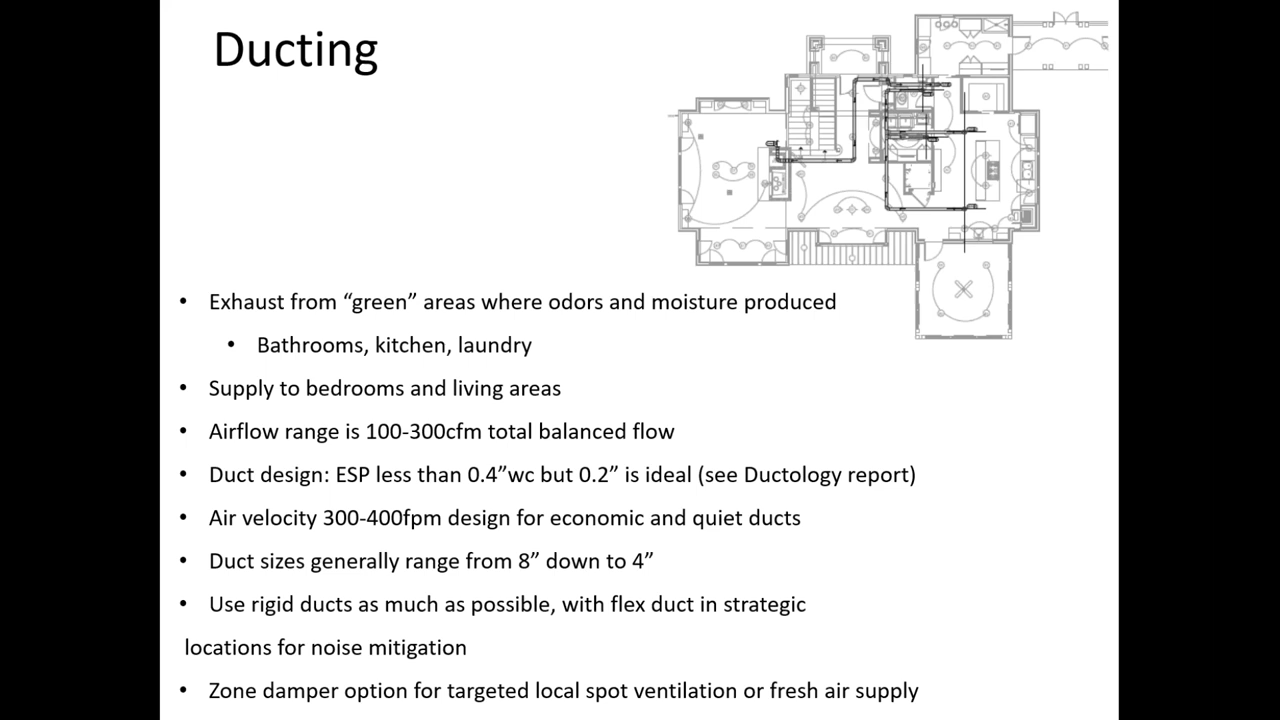 Ducting
• Exhaust from “green” areas where odors and moisture produced
• Bathrooms, kitchen, laundry
• Supply to bedrooms and living areas
• Airflow range is 100-300cfm total balanced flow
• Duct design: ESP less than 0.4”wc but 0.2” is ideal (see Ductology report)
• Air velocity 300-400fpm design for economic and quiet ducts
• Duct sizes generally range from 8” down to 4”
• Use rigid ducts as much as possible, with flex duct in strategic
locations for noise mitigation
• Zone damper option for targeted local spot ventilation or fresh air supply